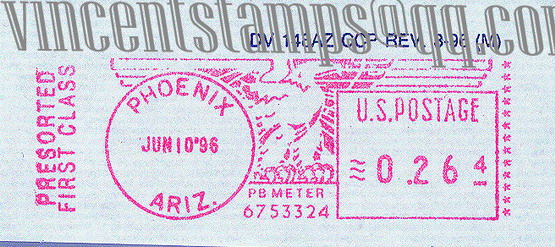 vincentstamps@qq.com
DV 148AZ CCP REV. 3-96 (M)
PRESORTED
FIRST CLASS
PHOENIX
JUN 10'96
ARIZ.
PB METER
6753324
U.S.POSTAGE
0.26 4